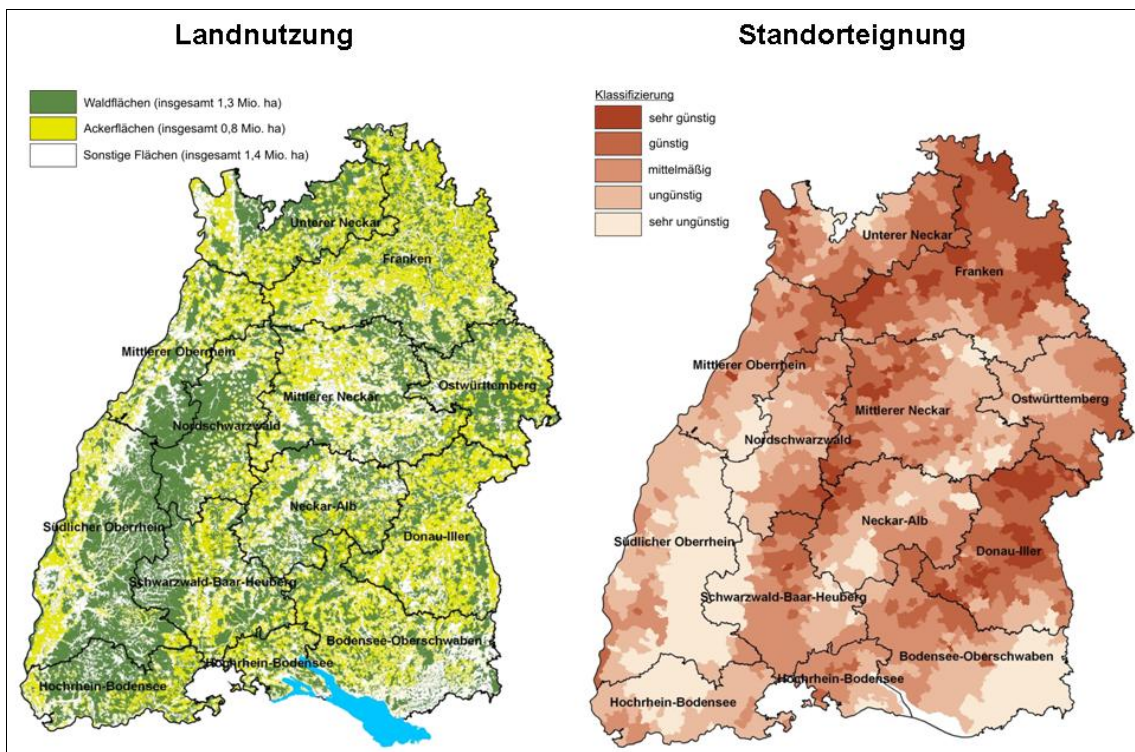 Landnutzung
Waldflächen (insgesamt 1,3 Mio. ha)
Ackerflächen (insgesamt 0,8 Mio. ha)
Sonstige Flächen (insgesamt 1,4 Mio. ha)
Unterer Neckar
Franken
Mittlerer Oberrhein
Ostwürttemberg
Mittlerer Neckar
Nordschwarzwald
Neckar-Alb
Südlicher Oberrhein
Donau-Iller
Schwarzwald-Baar-Heuberg
Bodensee-Oberschwaben
Hochrhein-Bodensee
Hochrhein-Bodensee
Standorteignung
Klassifizierung
sehr günstig
günstig
mittelmäßig
ungünstig
sehr ungünstig
Unterer Neckar
Franken
Mittlerer Oberrhein
Ostwürttemberg
Mittlerer Neckar
Nordschwarzwald
Neckar-Alb
Südlicher Oberrhein
Donau-Iller
Schwarzwald-Baar-Heuberg
Bodensee-Oberschwaben
Hochrhein-Bodensee
Hochrhein-Bodensee